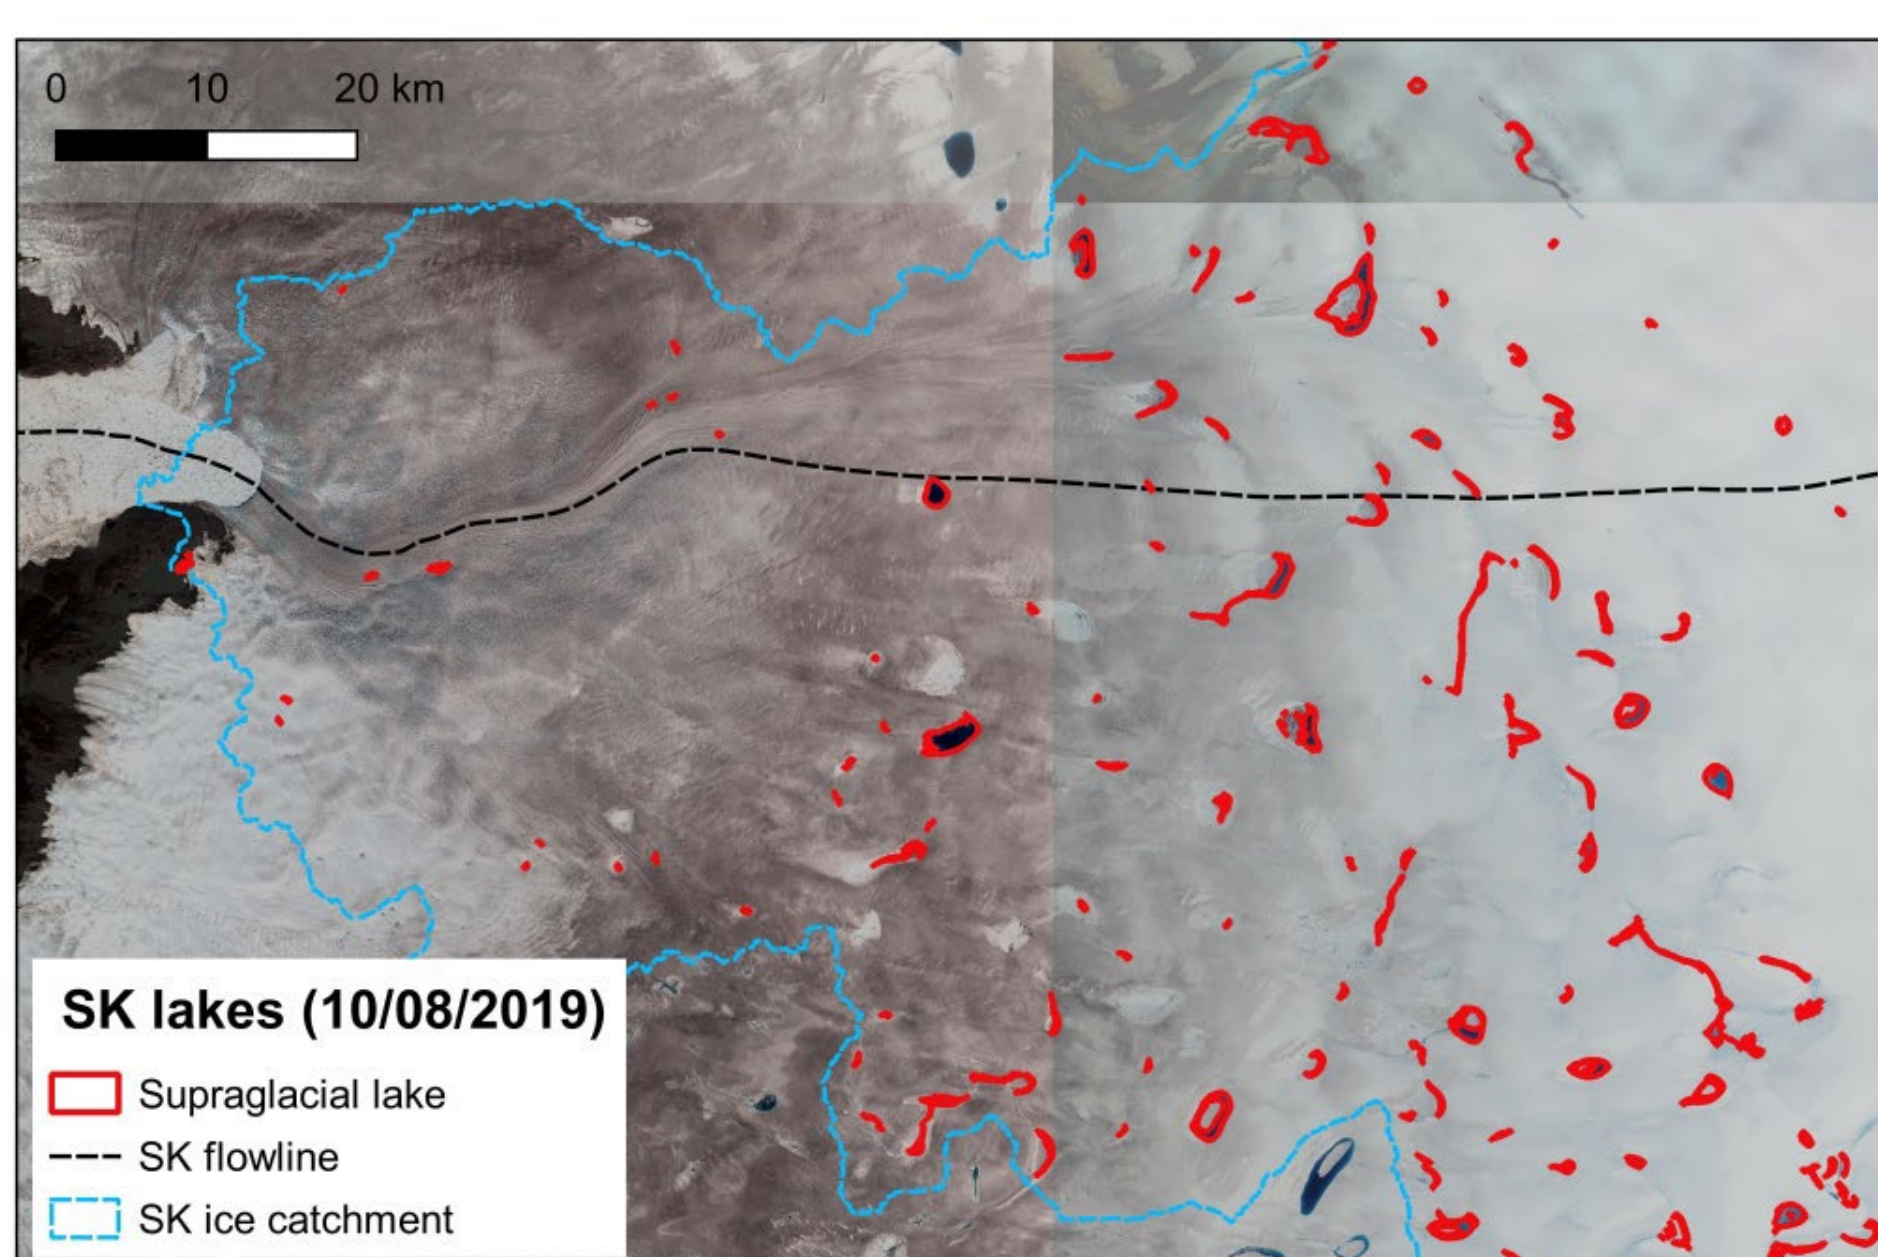 0 10 20 km
SK lakes (10/08/2019)
Supraglacial lake
SK flowline
SK ice catchment